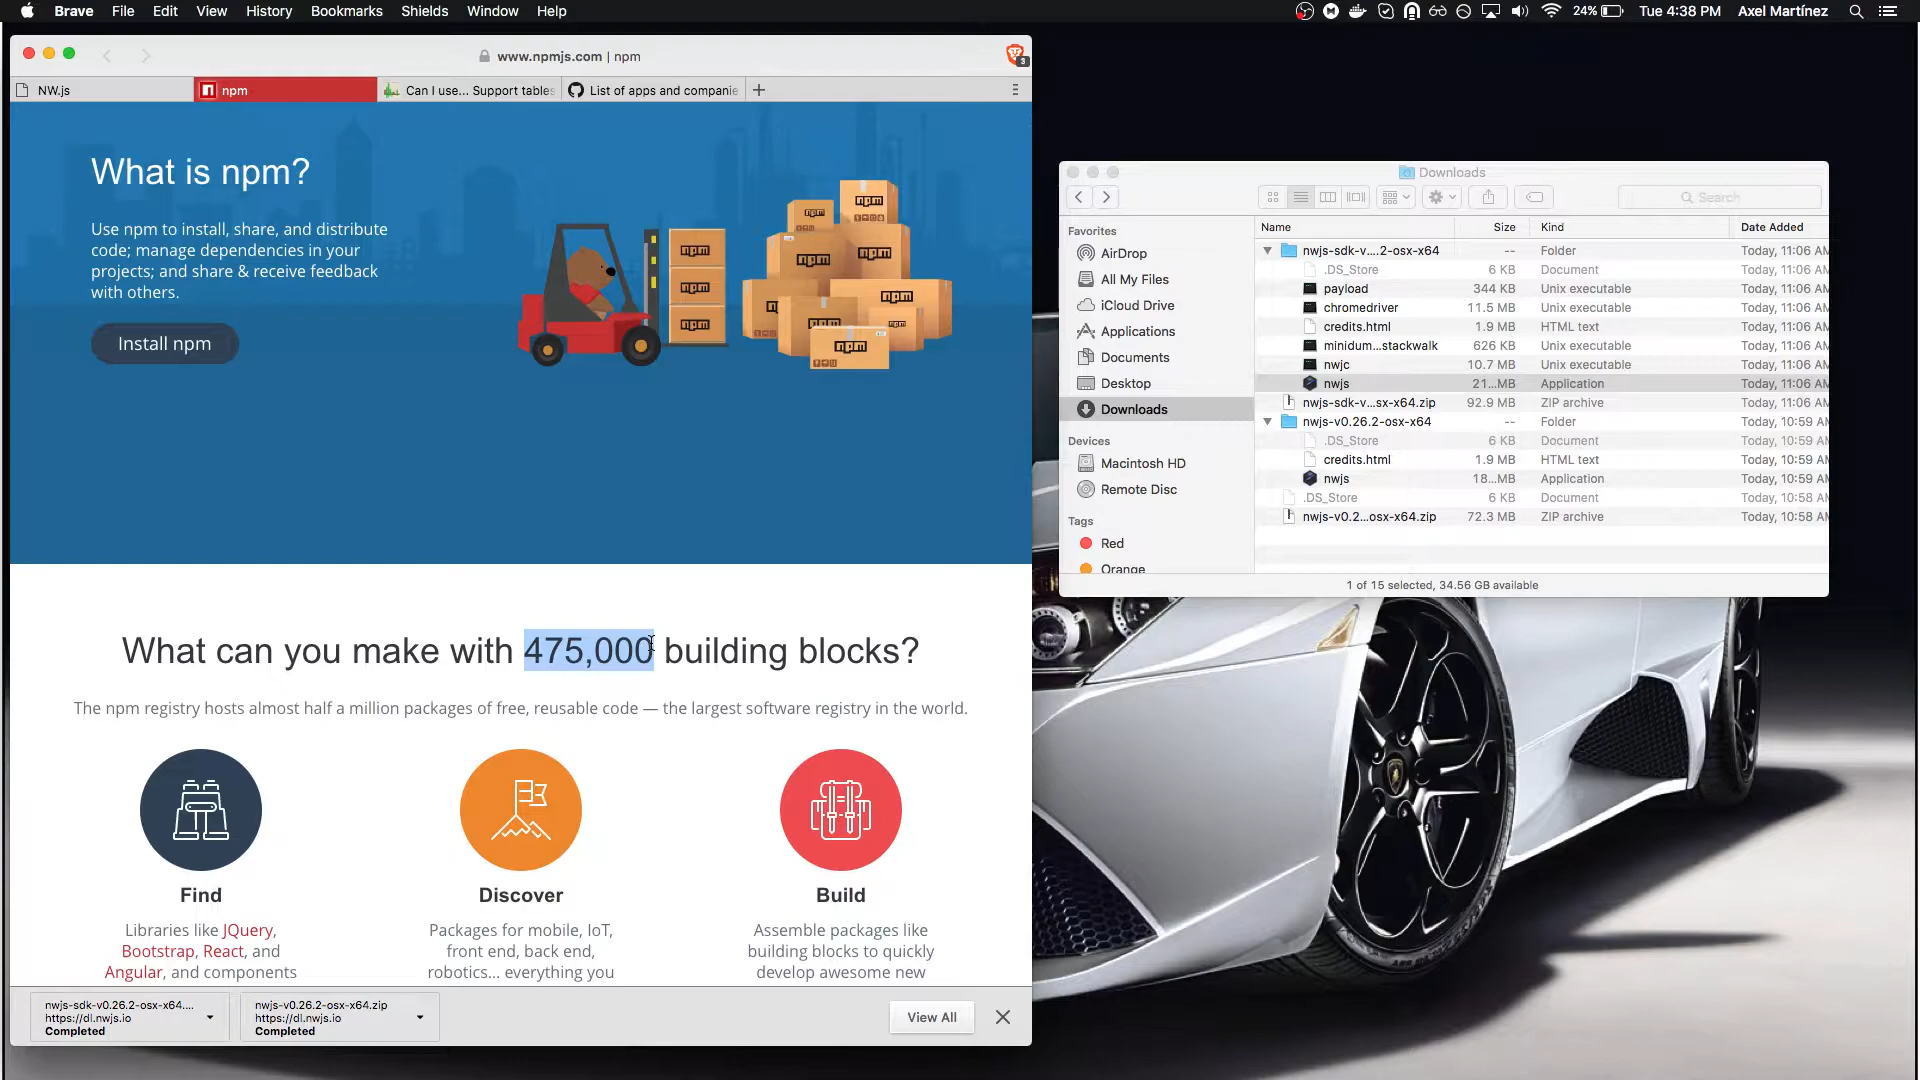 Brave File Edit View History Bookmarks Shields Window Help
24% Tue 4:38 PM Axel Martínez
www.npmjs.com | npm
3
NW.js
npm
Can I use... Support tables
List of apps and companie
What is npm?
Use npm to install, share, and distribute
code; manage dependencies in your
projects; and share & receive feedback
with others.
Install npm
npm
npm
npm
npm
npm
npm
npm
npm
npm
npm
npm
What can you make with 475,000 building blocks?
The npm registry hosts almost half a million packages of free, reusable code — the largest software registry in the world.
Find
Libraries like JQuery,
Bootstrap, React, and
Angular, and components
Discover
Packages for mobile, IoT,
front end, back end,
robotics... everything you
Build
Assemble packages like
building blocks to quickly
develop awesome new
nwjs-sdk-v0.26.2-osx-x64....
https://dl.nwjs.io
Completed
nwjs-v0.26.2-osx-x64.zip
https://dl.nwjs.io
Completed
View All
Downloads
Search
Favorites
AirDrop
All My Files
iCloud Drive
Applications
Documents
Desktop
Downloads
Devices
Macintosh HD
Remote Disc
Tags
Red
Orange
Name Size Kind Date Added
nwjs-sdk-v....2-osx-x64 -- Folder Today, 11:06 AM
.DS_Store 6 KB Document Today, 11:06 AM
payload 344 KB Unix executable Today, 11:06 AM
chromedriver 11.5 MB Unix executable Today, 11:06 AM
credits.html 1.9 MB HTML text Today, 11:06 AM
minidum...stackwalk 626 KB Unix executable Today, 11:06 AM
nwjc 10.7 MB Unix executable Today, 11:06 AM
nwjs 21...MB Application Today, 11:06 AM
nwjs-sdk-v...sx-x64.zip 92.9 MB ZIP archive Today, 11:06 AM
nwjs-v0.26.2-osx-x64 -- Folder Today, 10:59 AM
.DS_Store 6 KB Document Today, 10:59 AM
credits.html 1.9 MB HTML text Today, 10:59 AM
nwjs 18...MB Application Today, 10:59 AM
.DS_Store 6 KB Document Today, 10:58 AM
nwjs-v0.2...osx-x64.zip 72.3 MB ZIP archive Today, 10:58 AM
1 of 15 selected, 34.56 GB available